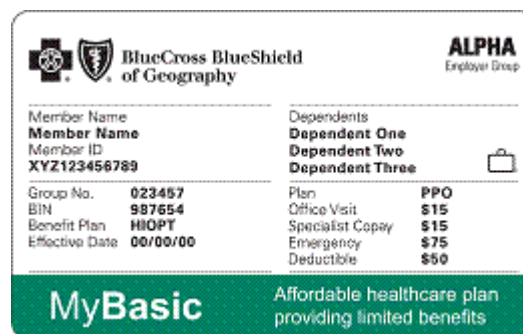 BlueCross BlueShield
of Geography
ALPHA
Employer Group
Member Name
Member Name
Member ID
XYZ123456789
Dependents
Dependent One
Dependent Two
Dependent Three
Group No. 023457
BIN 987654
Benefit Plan HIOPT
Effective Date 00/00/00
Plan PPO
Office Visit $15
Specialist Copay $15
Emergency $75
Deductible $50
MyBasic
Affordable healthcare plan
providing limited benefits